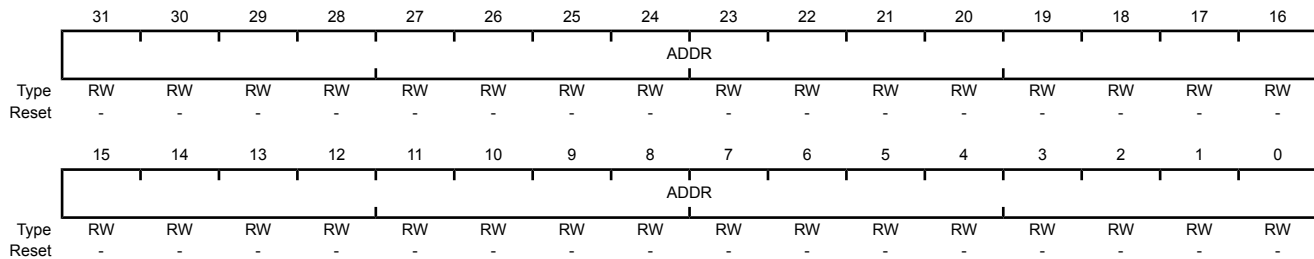 31 30 29 28 27 26 25 24 23 22 21 20 19 18 17 16
ADDR
Type RW RW RW RW RW RW RW RW RW RW RW RW RW RW RW RW
Reset - - - - - - - - - - - - - - - -
15 14 13 12 11 10 9 8 7 6 5 4 3 2 1 0
ADDR
Type RW RW RW RW RW RW RW RW RW RW RW RW RW RW RW RW
Reset - - - - - - - - - - - - - - - -